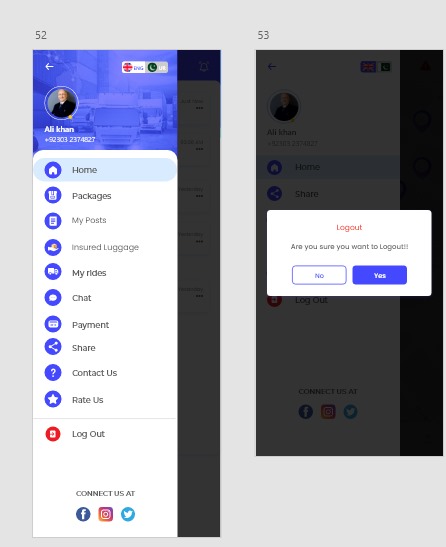 52
53
ENG
UR
Ali khan
+92303 2374827
Home
Packages
My Posts
Insured Luggage
My rides
Chat
Payment
Share
Contact Us
Rate Us
Log Out
CONNECT US AT
Ali khan
+92303 2374827
Home
Share
Logout
Are you sure you want to Logout!!
No
Yes
Log Out
CONNECT US AT